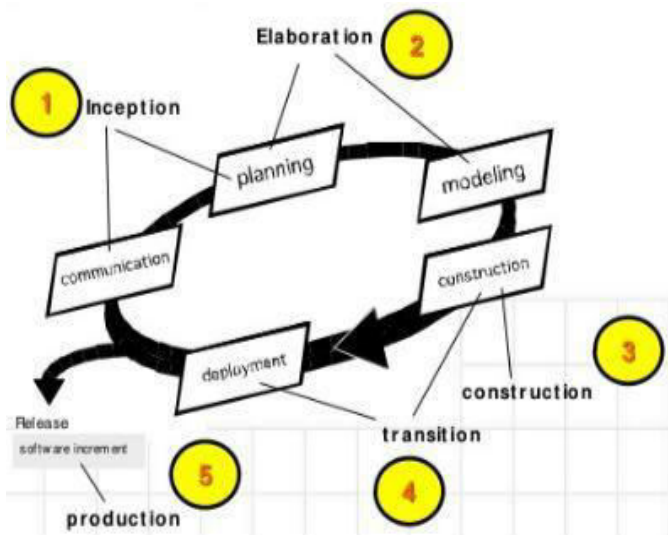 Elaboration
2
1
Inception
planning
modeling
communication
construction
deployment
3
construction
Release
software increment
transition
5
4
production